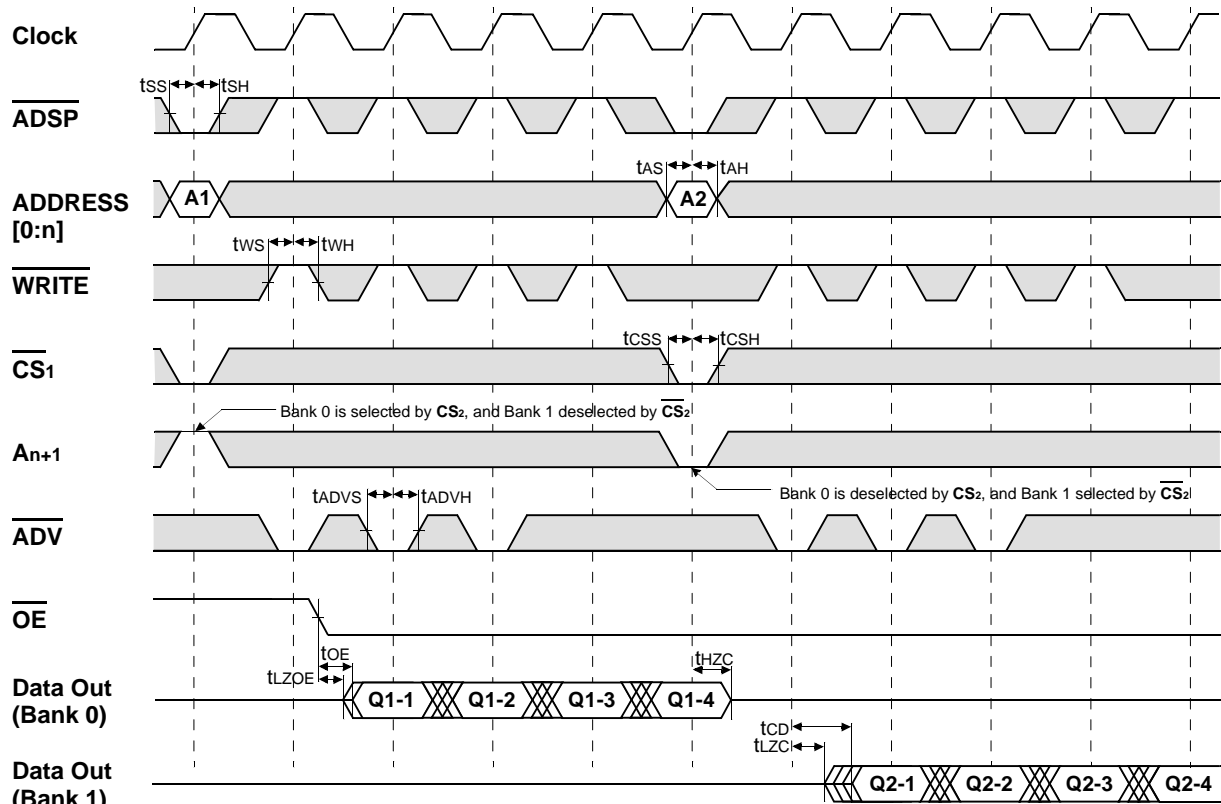 Clock
tSS tSH
ADSP
tAS tAH
ADDRESS
[0:n]
A1 A2
tWS tWH
WRITE
tCSS tCSH
CS1
Bank 0 is selected by CS2, and Bank 1 deselected by CS2
An+1
Bank 0 is deselected by CS2, and Bank 1 selected by CS2
tADVS tADVH
ADV
OE
tOE tHZC
tLZOE
Data Out
(Bank 0)
Q1-1 Q1-2 Q1-3 Q1-4
tCD
tLZC
Data Out
(Bank 1)
Q2-1 Q2-2 Q2-3 Q2-4